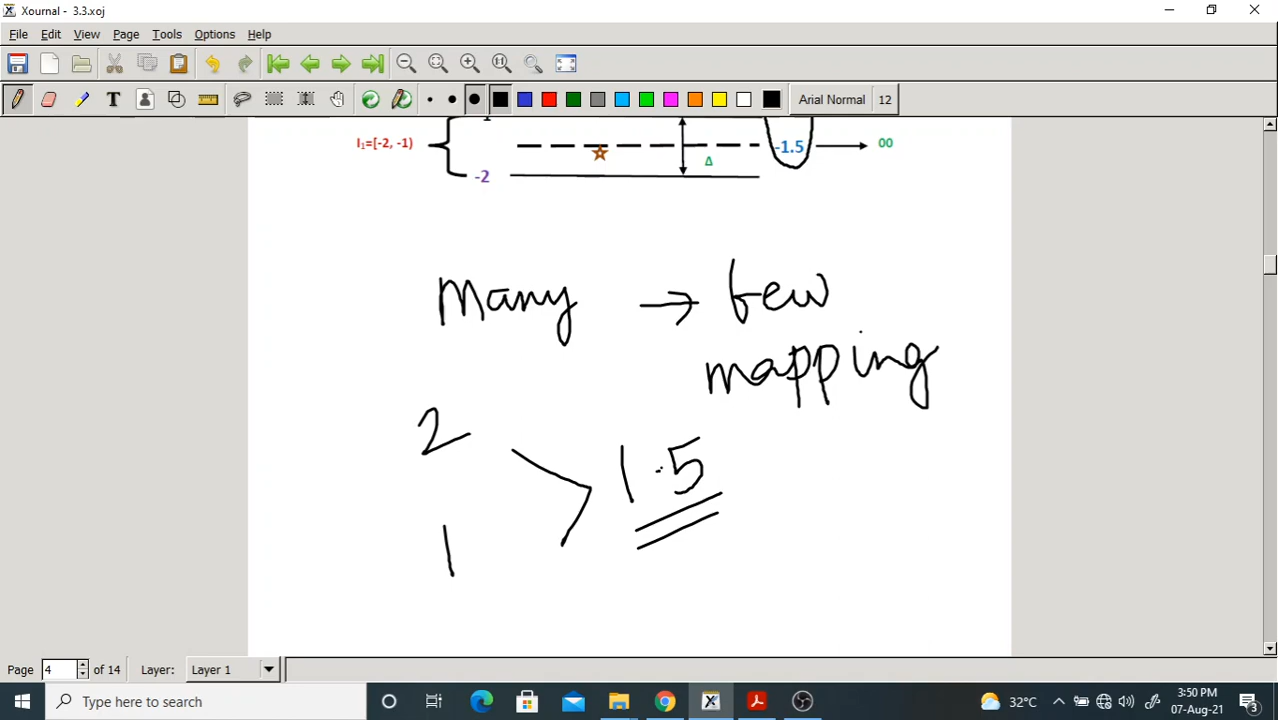 Xournal - 3.3.xoj
File Edit View Page Tools Options Help
Arial Normal 12
I₁=[-2, -1)
-2
Δ
-1.5
00
Many → few
mapping
2
1.5
1
Page 4 of 14 Layer: Layer 1
Type here to search
32°C
3:50 PM
07-Aug-21
3